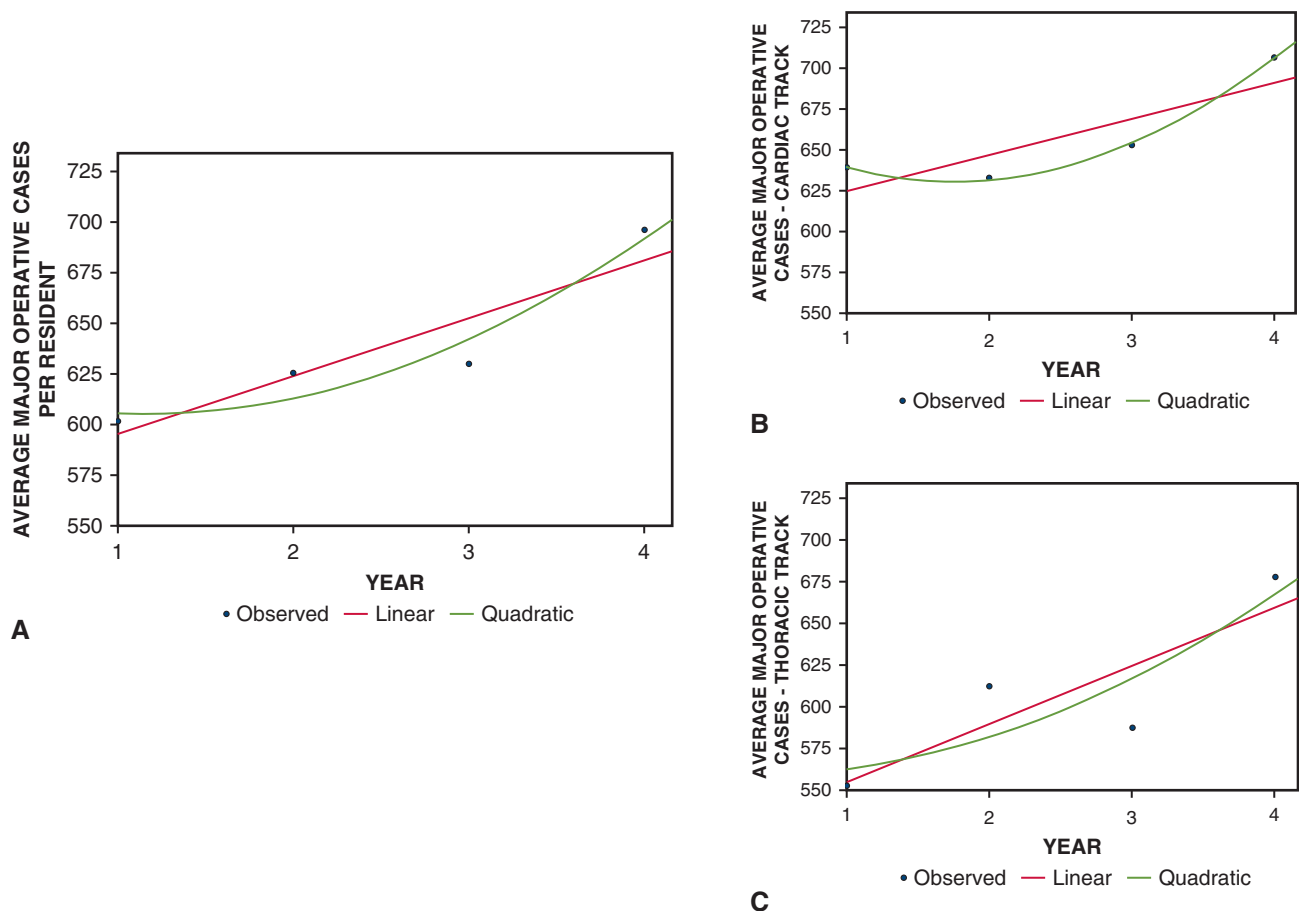 AVERAGE MAJOR OPERATIVE CASES
PER RESIDENT
725
700
675
650
625
600
575
550
1 2 3 4
YEAR
Observed Linear Quadratic
A
AVERAGE MAJOR OPERATIVE
CASES - CARDIAC TRACK
725
700
675
650
625
600
575
550
1 2 3 4
YEAR
Observed Linear Quadratic
B
AVERAGE MAJOR OPERATIVE
CASES - THORACIC TRACK
725
700
675
650
625
600
575
550
1 2 3 4
YEAR
Observed Linear Quadratic
C